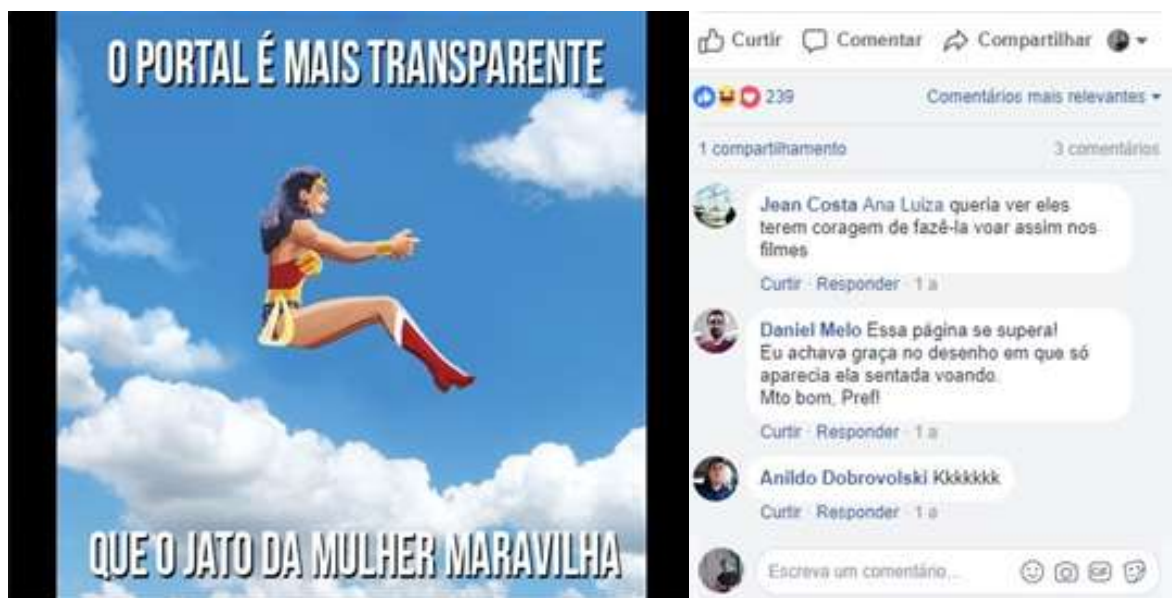 O PORTAL É MAIS TRANSPARENTE
QUE O JATO DA MULHER MARAVILHA
Curtir Comentar Compartilhar
239 Comentários mais relevantes
1 compartilhamento 3 comentários
Jean Costa Ana Luiza queria ver eles
terem coragem de fazê-la voar assim nos
filmes
Curtir · Responder · 1 a
Daniel Melo Essa página se supera!
Eu achava graça no desenho em que só
aparecia ela sentada voando.
Mto bom, Pref!
Curtir · Responder · 1 a
Anildo Dobrovolski Kkkkkkk
Curtir · Responder · 1 a
Escreva um comentário...
GIF